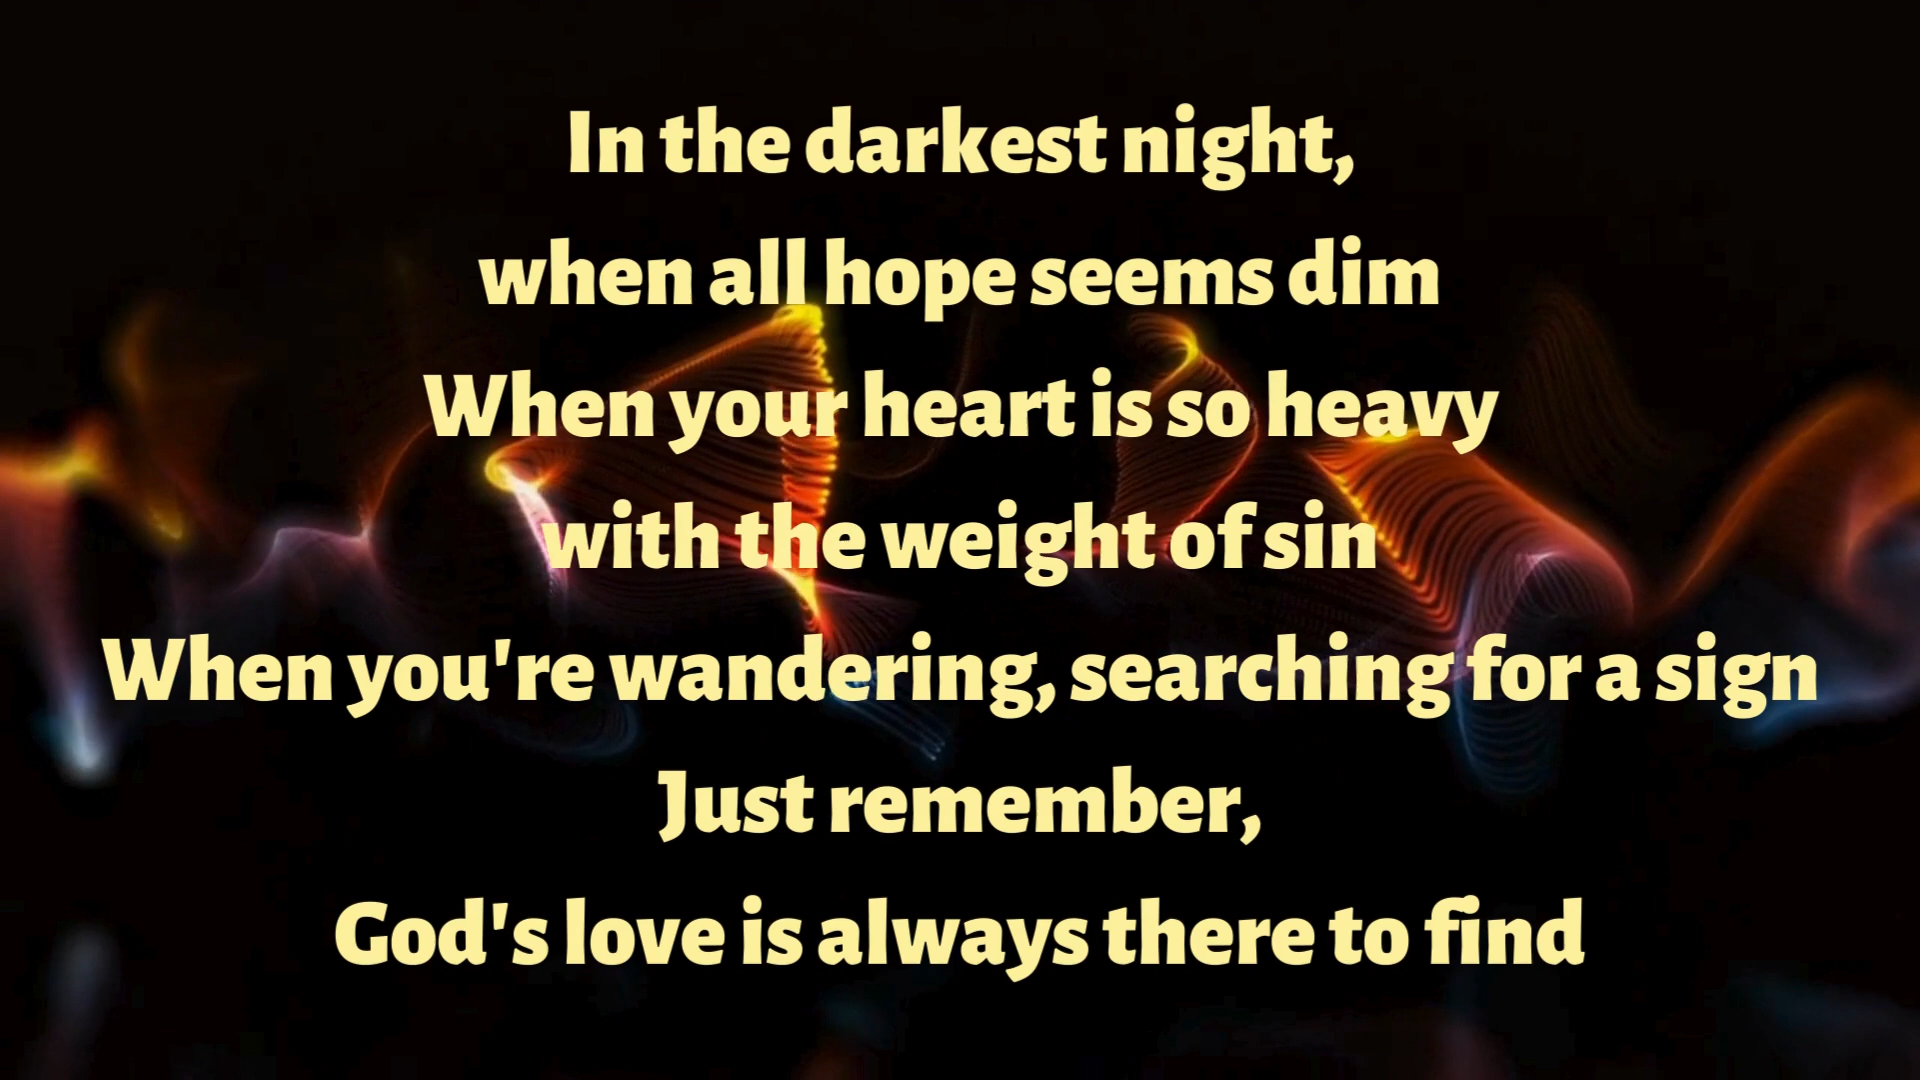 In the darkest night,
when all hope seems dim
When your heart is so heavy
with the weight of sin
When you're wandering, searching for a sign
Just remember,
God's love is always there to find